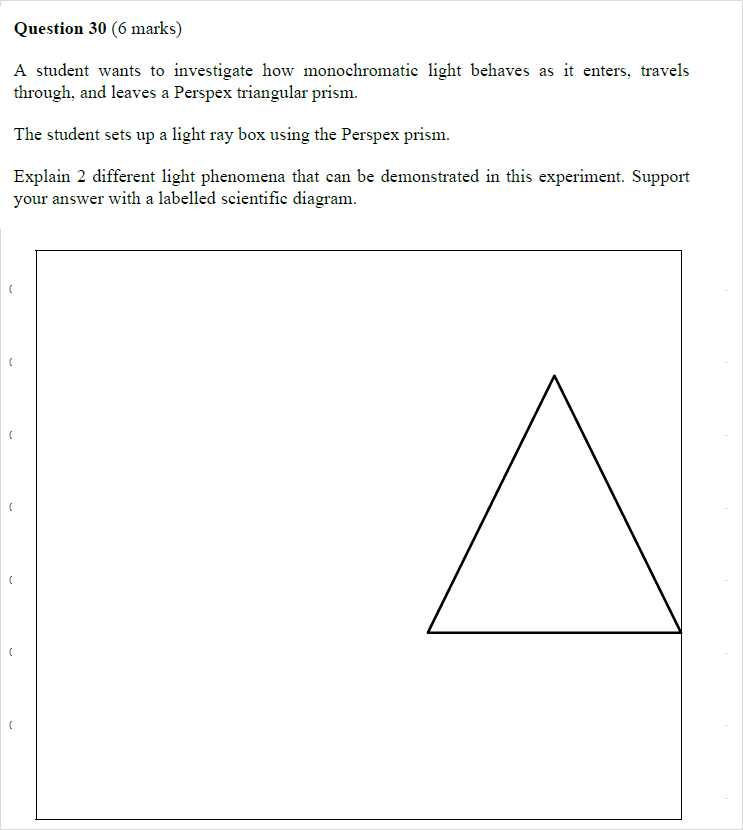 Question 30 (6 marks)
A student wants to investigate how monochromatic light behaves as it enters, travels
through, and leaves a Perspex triangular prism.
The student sets up a light ray box using the Perspex prism.
Explain 2 different light phenomena that can be demonstrated in this experiment. Support
your answer with a labelled scientific diagram.